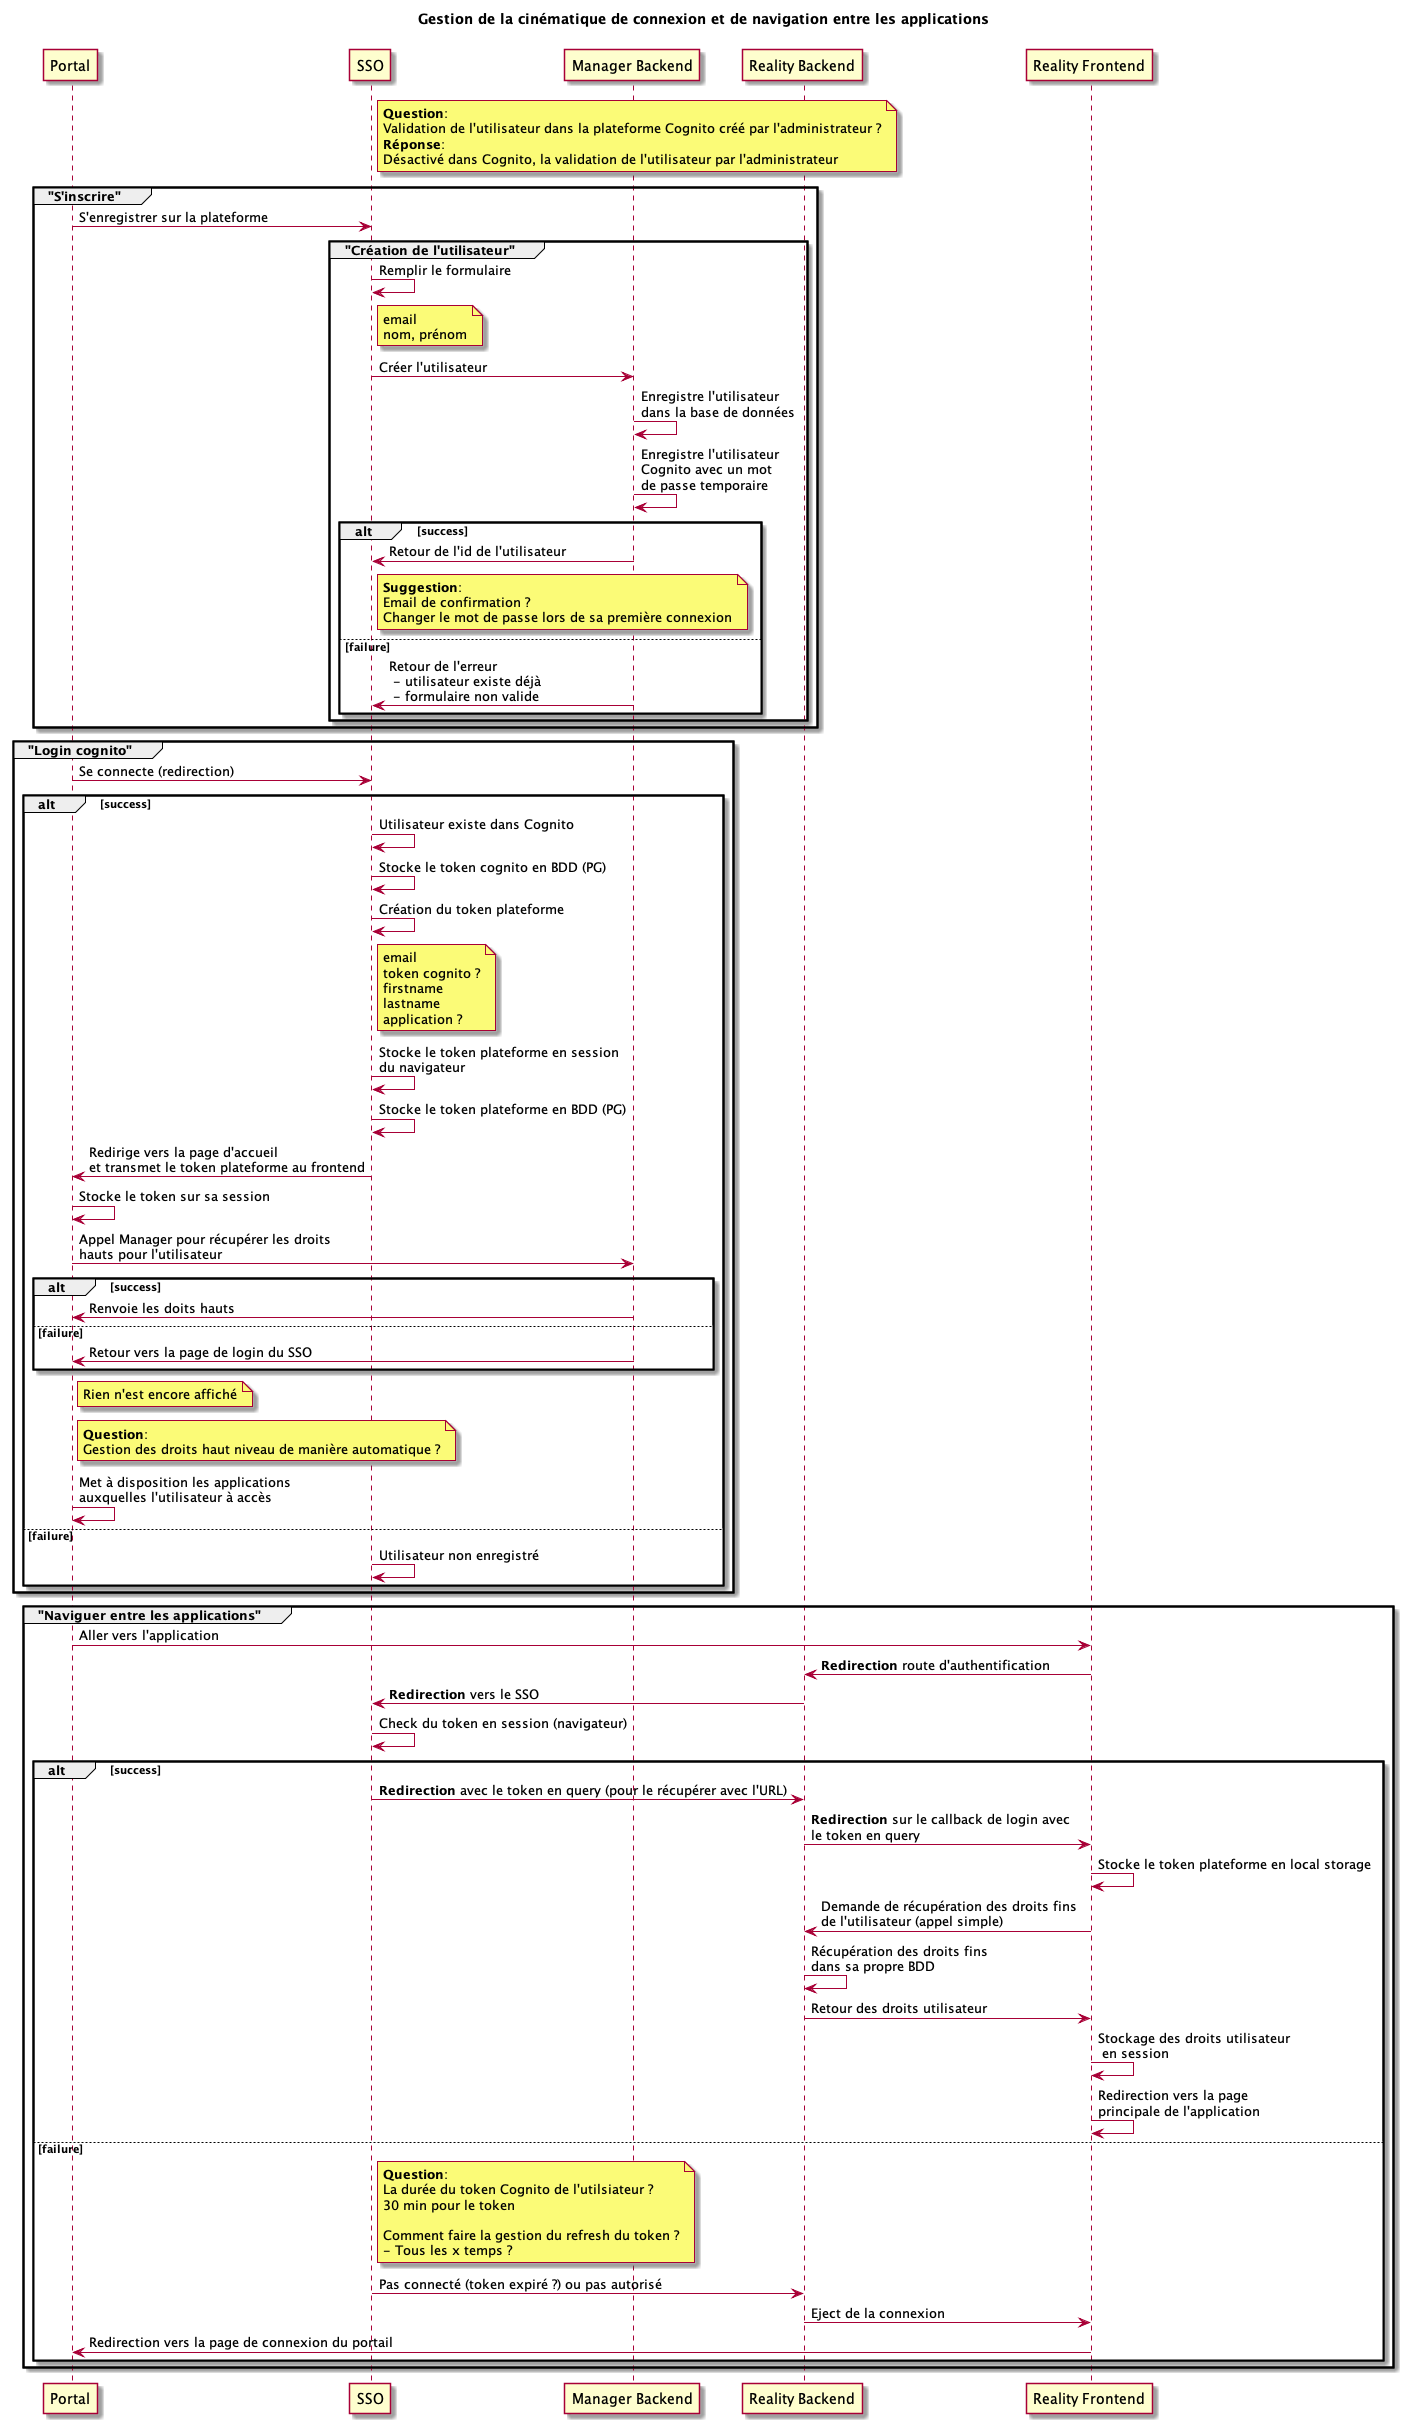 Gestion de la cinématique de connexion et de navigation entre les applications
Portal
SSO
Manager Backend
Reality Backend
Reality Frontend
Question:
Validation de l'utilisateur dans la plateforme Cognito créé par l'administrateur ?
Réponse:
Désactivé dans Cognito, la validation de l'utilisateur par l'administrateur
"S'inscrire"
S'enregistrer sur la plateforme
"Création de l'utilisateur"
Remplir le formulaire
email
nom, prénom
Créer l'utilisateur
Enregistre l'utilisateur
dans la base de données
Enregistre l'utilisateur
Cognito avec un mot
de passe temporaire
alt [success]
Retour de l'id de l'utilisateur
Suggestion:
Email de confirmation ?
Changer le mot de passe lors de sa première connexion
[failure]
Retour de l'erreur
- utilisateur existe déjà
- formulaire non valide
"Login cognito"
Se connecte (redirection)
alt [success]
Utilisateur existe dans Cognito
Stocke le token cognito en BDD (PG)
Création du token plateforme
email
token cognito ?
firstname
lastname
application ?
Stocke le token plateforme en session
du navigateur
Stocke le token plateforme en BDD (PG)
Redirige vers la page d'accueil
et transmet le token plateforme au frontend
Stocke le token sur sa session
Appel Manager pour récupérer les droits
hauts pour l'utilisateur
alt [success]
Renvoie les doits hauts
[failure]
Retour vers la page de login du SSO
Rien n'est encore affiché
Question:
Gestion des droits haut niveau de manière automatique ?
Met à disposition les applications
auxquelles l'utilisateur à accès
[failure]
Utilisateur non enregistré
"Naviguer entre les applications"
Aller vers l'application
Redirection route d'authentification
Redirection vers le SSO
Check du token en session (navigateur)
alt [success]
Redirection avec le token en query (pour le récupérer avec l'URL)
Redirection sur le callback de login avec
le token en query
Stocke le token plateforme en local storage
Demande de récupération des droits fins
de l'utilisateur (appel simple)
Récupération des droits fins
dans sa propre BDD
Retour des droits utilisateur
Stockage des droits utilisateur
en session
Redirection vers la page
principale de l'application
[failure]
Question:
La durée du token Cognito de l'utilsiateur ?
30 min pour le token
Comment faire la gestion du refresh du token ?
- Tous les x temps ?
Pas connecté (token expiré ?) ou pas autorisé
Eject de la connexion
Redirection vers la page de connexion du portail
Portal
SSO
Manager Backend
Reality Backend
Reality Frontend